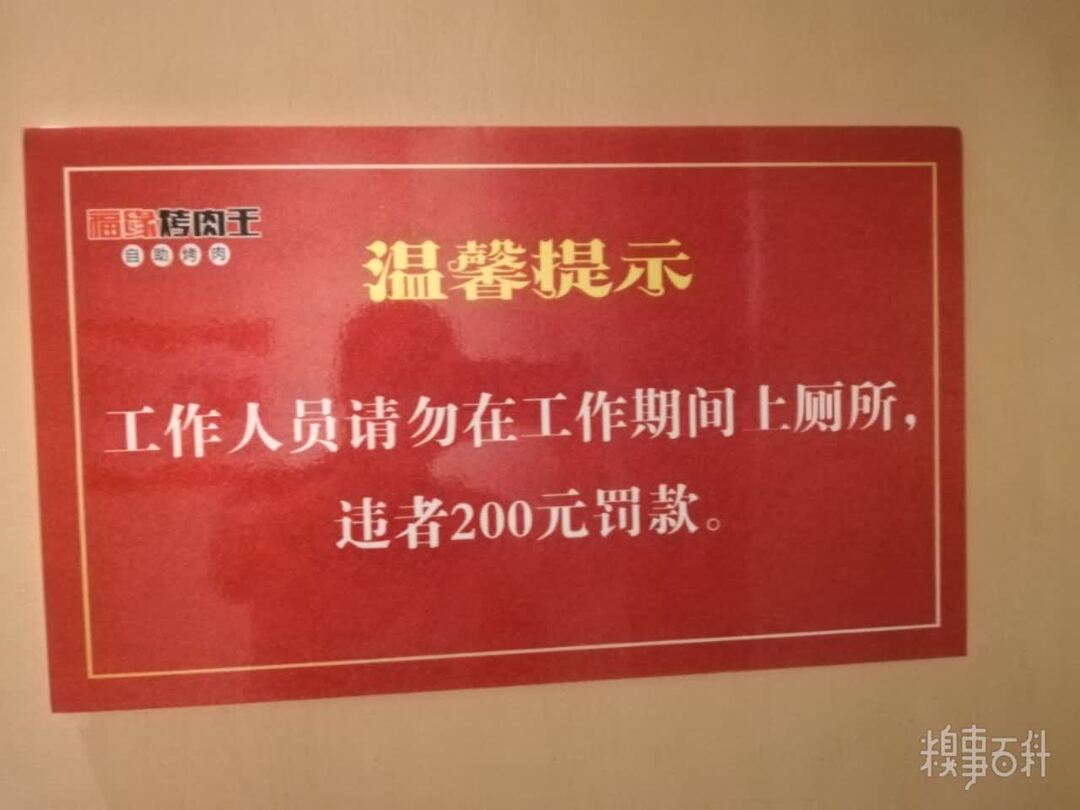 福缘烤肉王
自助烤肉
温馨提示
工作人员请勿在工作期间上厕所，
违者200元罚款。
糗事百科